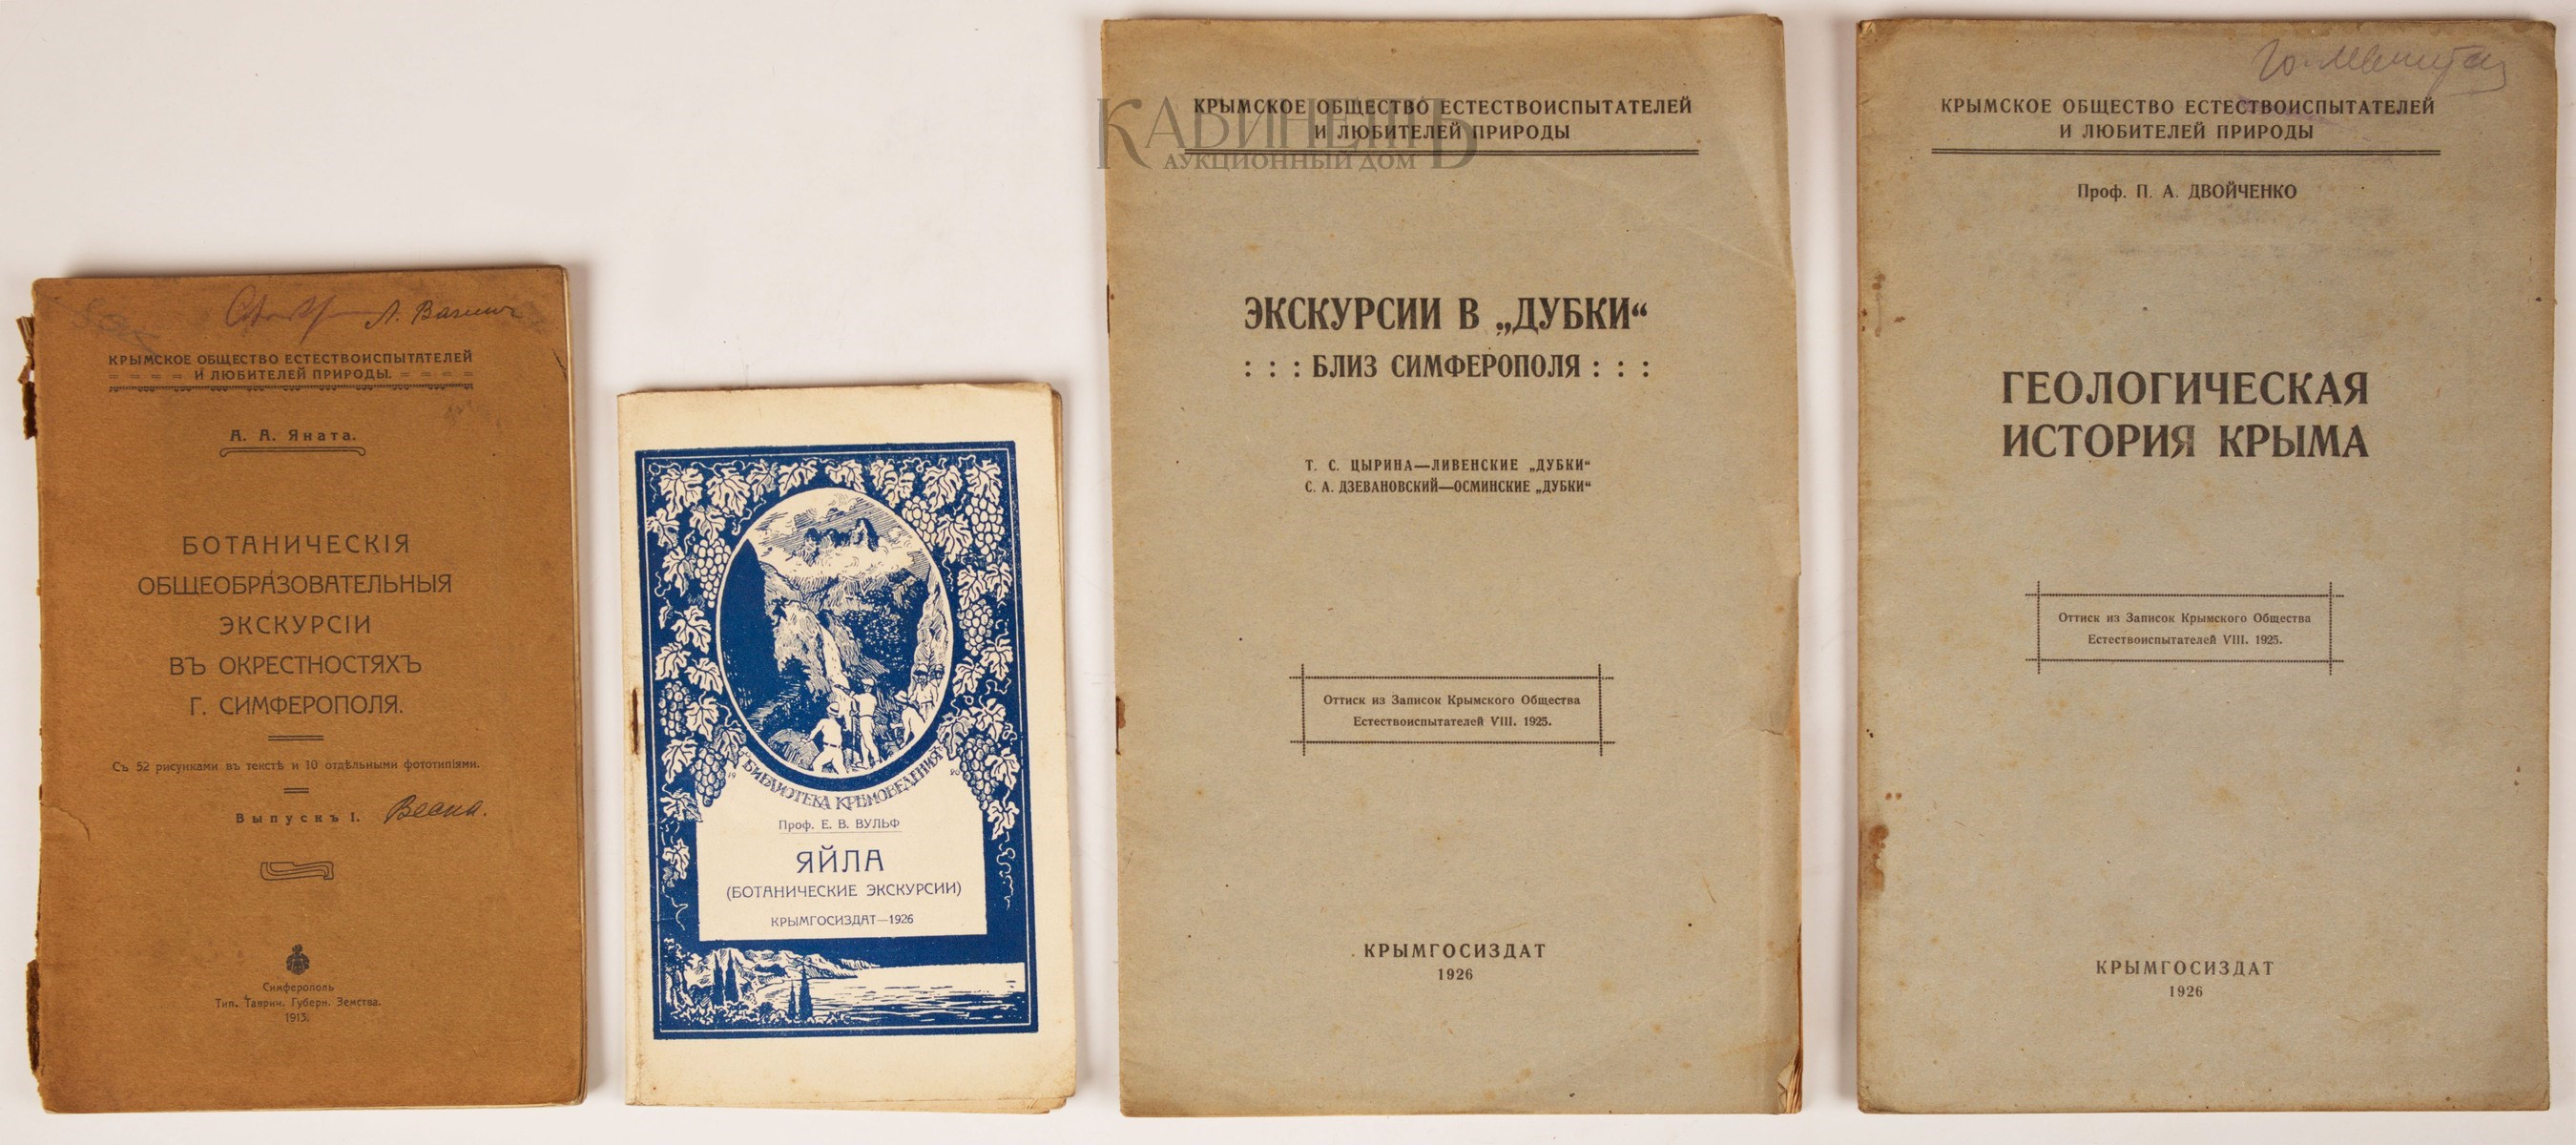 Л. Вагин
КРЫМСКОЕ ОБЩЕСТВО ЕСТЕСТВОИСПЫТАТЕЛЕЙ
И ЛЮБИТЕЛЕЙ ПРИРОДЫ.
А. А. Яната.
БОТАНИЧЕСКІЯ
ОБЩЕОБРАЗОВАТЕЛЬНЫЯ
ЭКСКУРСІИ
ВЪ ОКРЕСТНОСТЯХЪ
Г. СИМФЕРОПОЛЯ.
Съ 52 рисунками въ текстѣ и 10 отдѣльными фототипіями.
Выпускъ I. Весна.
Симферополь
Тип. Таврич. Губерн. Земства.
1913.
19 БИБЛИОТЕКА КРЫМОВЕДЕНИЯ 26
Проф. Е. В. ВУЛЬФ
ЯЙЛА
(БОТАНИЧЕСКИЕ ЭКСКУРСИИ)
КРЫМГОСИЗДАТ—1926
КАБИНЕТЪ
АУКЦИОННЫЙ ДОМ
КРЫМСКОЕ ОБЩЕСТВО ЕСТЕСТВОИСПЫТАТЕЛЕЙ
И ЛЮБИТЕЛЕЙ ПРИРОДЫ
ЭКСКУРСИИ В „ДУБКИ“
: : : БЛИЗ СИМФЕРОПОЛЯ : : :
Т. С. ЦЫРИНА—ЛИВЕНСКИЕ „ДУБКИ“
С. А. ДЗЕВАНОВСКИЙ—ОСМИНСКИЕ „ДУБКИ“
Оттиск из Записок Крымского Общества
Естествоиспытателей VIII. 1925.
КРЫМГОСИЗДАТ
1926
КРЫМСКОЕ ОБЩЕСТВО ЕСТЕСТВОИСПЫТАТЕЛЕЙ
И ЛЮБИТЕЛЕЙ ПРИРОДЫ
Проф. П. А. ДВОЙЧЕНКО
ГЕОЛОГИЧЕСКАЯ
ИСТОРИЯ КРЫМА
Оттиск из Записок Крымского Общества
Естествоиспытателей VIII. 1925.
КРЫМГОСИЗДАТ
1926